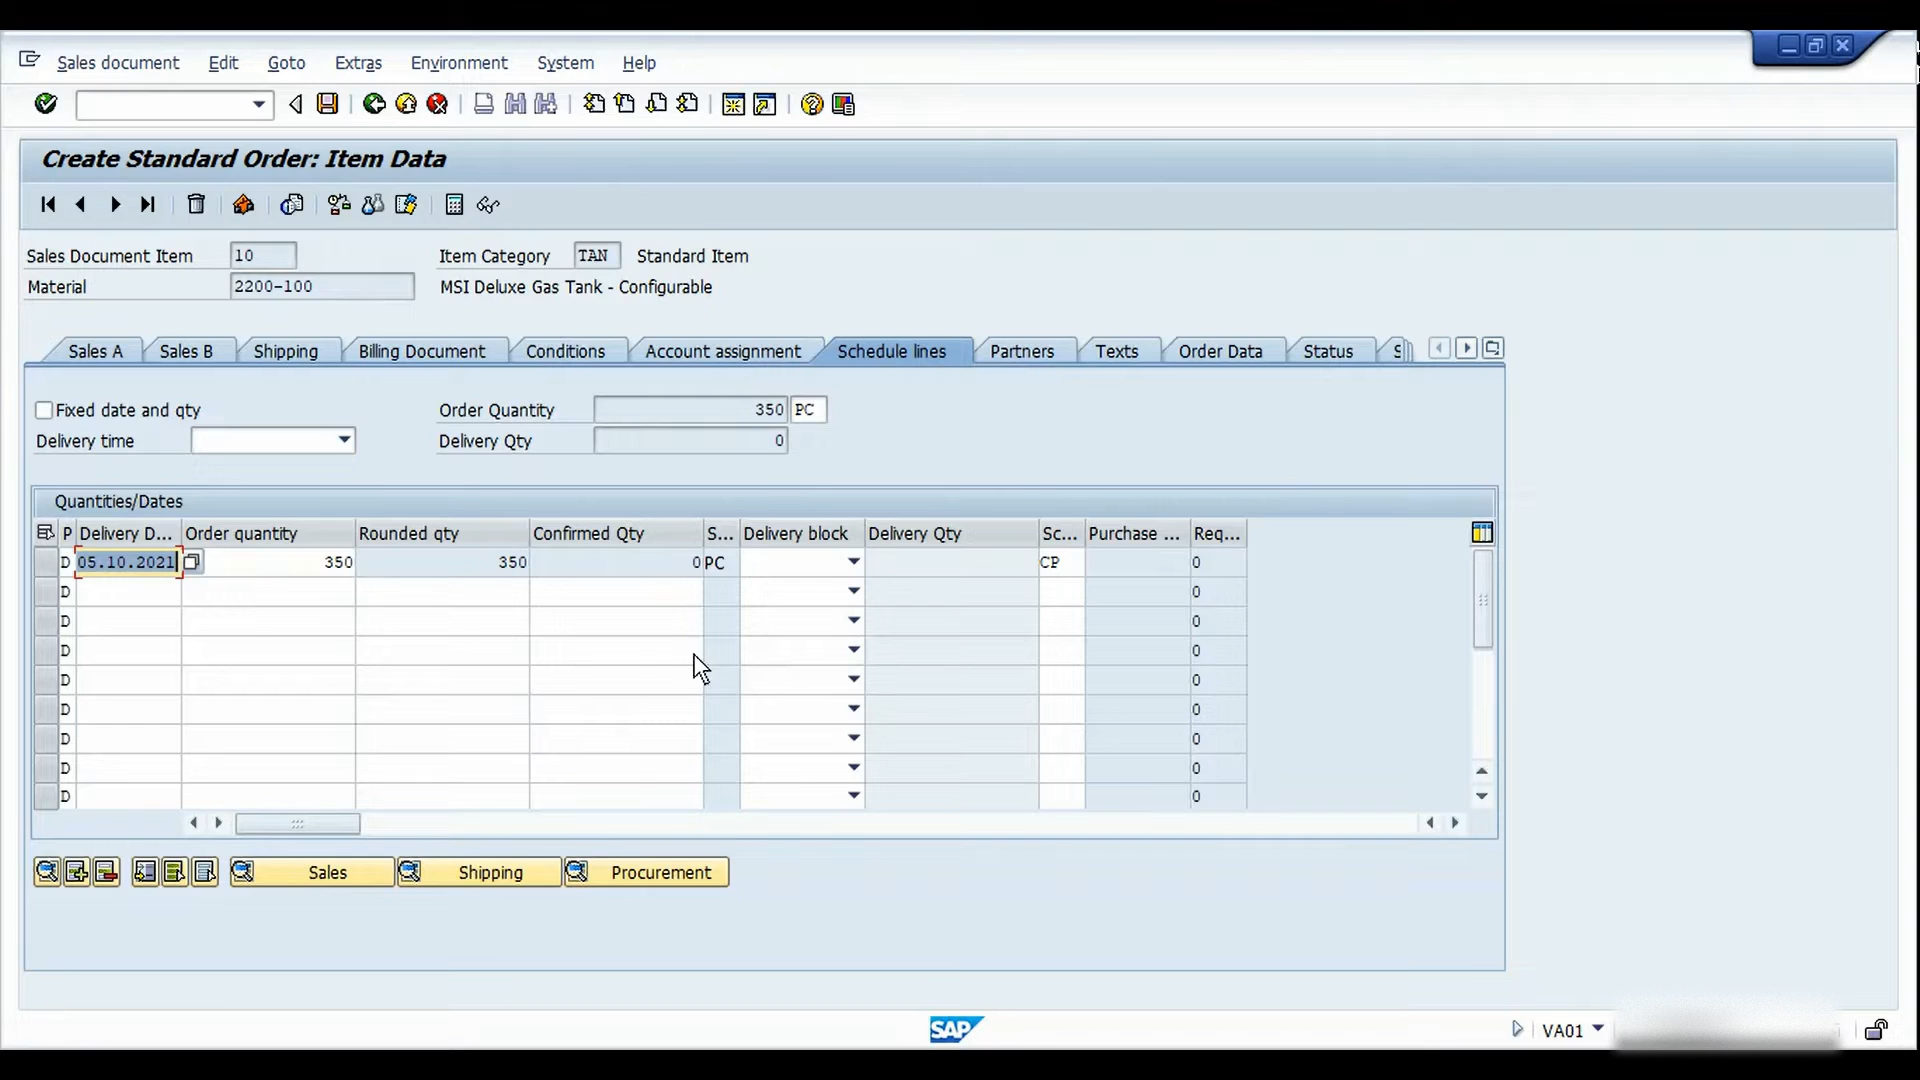 Sales document Edit Goto Extras Environment System Help
Create Standard Order: Item Data
Sales Document Item 10 Item Category TAN Standard Item
Material 2200-100 MSI Deluxe Gas Tank - Configurable
Sales A Sales B Shipping Billing Document Conditions Account assignment Schedule lines Partners Texts Order Data Status S
Fixed date and qty Order Quantity 350 PC
Delivery time Delivery Qty 0
Quantities/Dates
P Delivery D... Order quantity Rounded qty Confirmed Qty S... Delivery block Delivery Qty Sc... Purchase ... Req...
D 05.10.2021 350 350 0 PC CP 0
D 0
D 0
D 0
D 0
D 0
D 0
D 0
D 0
Sales Shipping Procurement
SAP VA01